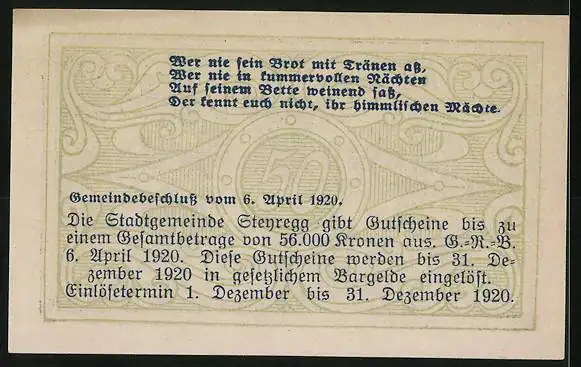 Wer nie sein Brot mit Tränen aß,
Wer nie in kummervollen Nächten
Auf seinem Bette weinend saß,
Der kennt euch nicht, ihr himmlischen Mächte.
50
Gemeindebeschluß vom 6. April 1920.
Die Stadtgemeinde Steyregg gibt Gutscheine bis zu
einem Gesamtbetrage von 56.000 Kronen aus. G.-R.-B.
6. April 1920. Diese Gutscheine werden bis 31. De-
zember 1920 in gesetzlichem Bargelde eingelöst.
Einlösetermin 1. Dezember bis 31. Dezember 1920.